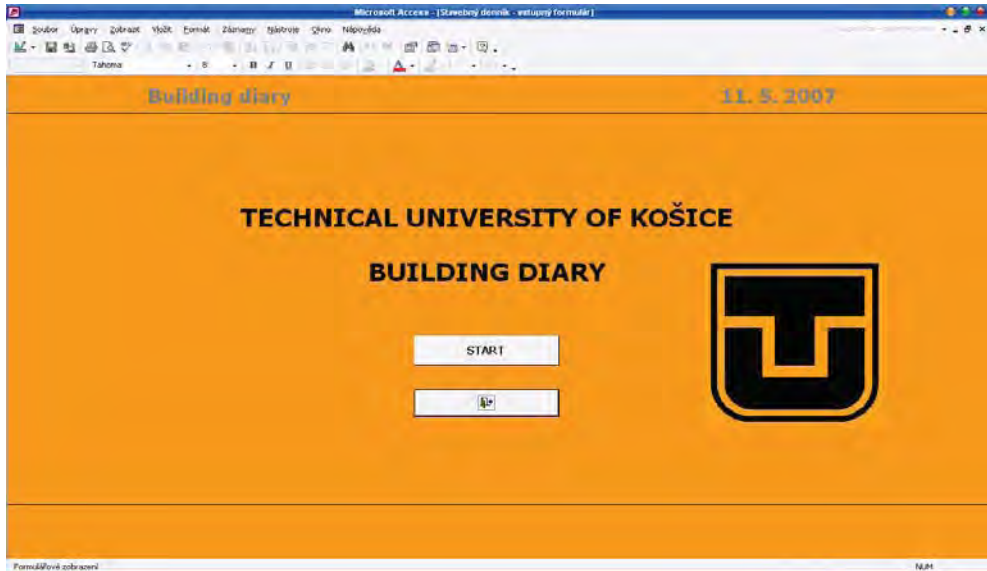 Microsoft Access - [Stavebný denník - vstupný formulár]
Soubor Úpravy Zobrazit Vložit Formát Záznamy Nástroje Okno Nápověda
Tahoma 8 B I U A
Building diary 11. 5. 2007
TECHNICAL UNIVERSITY OF KOŠICE
BUILDING DIARY
START
Formulářové zobrazení NUM